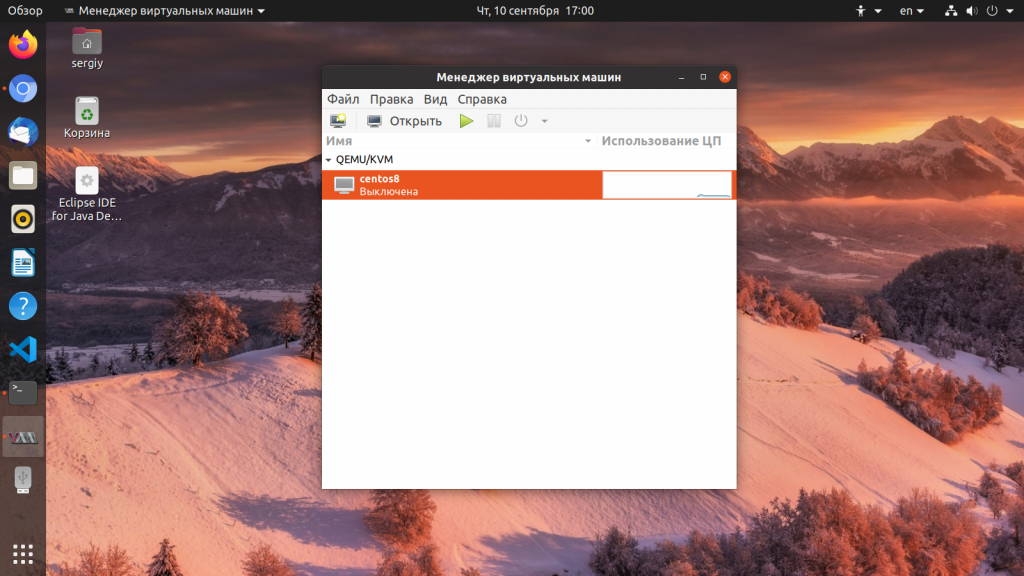 Обзор
Менеджер виртуальных машин
Чт, 10 сентября 17:00
en
sergiy
Корзина
Eclipse IDE
for Java De…
Менеджер виртуальных машин
Файл Правка Вид Справка
Открыть
Имя Использование ЦП
QEMU/KVM
centos8
Выключена